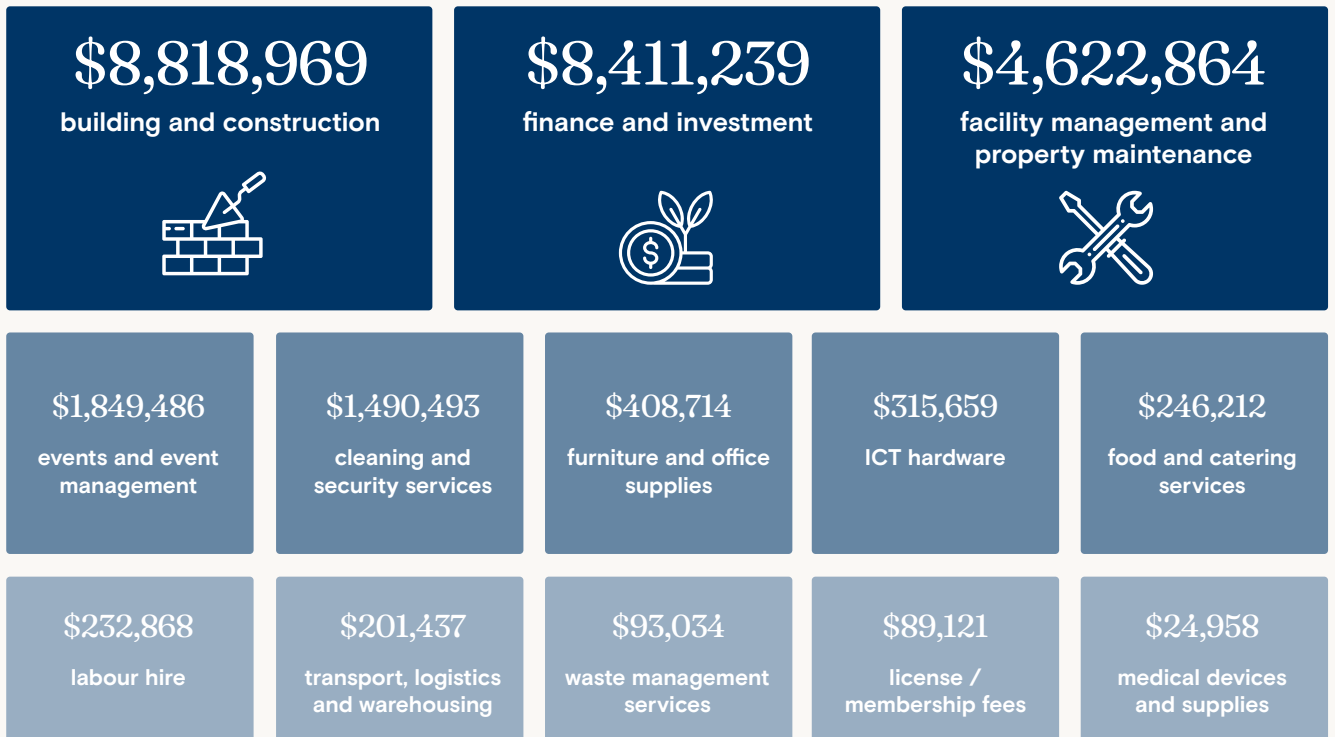 $8,818,969
building and construction
$8,411,239
finance and investment
$4,622,864
facility management and
property maintenance
$
$1,849,486
events and event
management
$1,490,493
cleaning and
security services
$408,714
furniture and office
supplies
$315,659
ICT hardware
$246,212
food and catering
services
$232,868
labour hire
$201,437
transport, logistics
and warehousing
$93,034
waste management
services
$89,121
license /
membership fees
$24,958
medical devices
and supplies